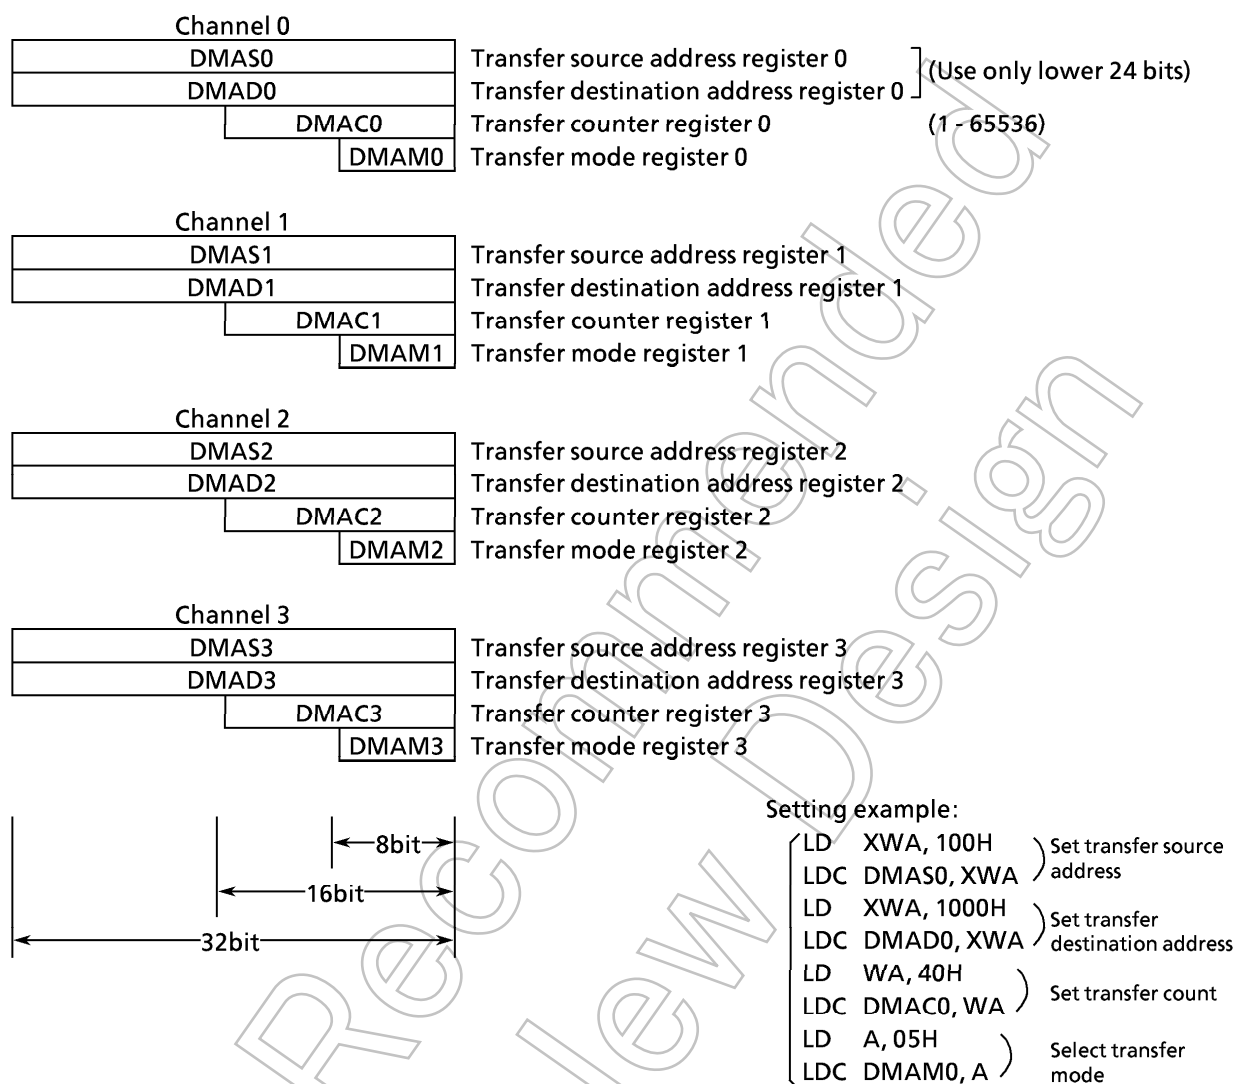 Channel 0
DMAS0 Transfer source address register 0
(Use only lower 24 bits)
DMAD0 Transfer destination address register 0
DMAC0 Transfer counter register 0 (1 - 65536)
DMAM0 Transfer mode register 0
Channel 1
DMAS1 Transfer source address register 1
DMAD1 Transfer destination address register 1
DMAC1 Transfer counter register 1
DMAM1 Transfer mode register 1
Channel 2
DMAS2 Transfer source address register 2
DMAD2 Transfer destination address register 2
DMAC2 Transfer counter register 2
DMAM2 Transfer mode register 2
Channel 3
DMAS3 Transfer source address register 3
DMAD3 Transfer destination address register 3
DMAC3 Transfer counter register 3
DMAM3 Transfer mode register 3
8bit
16bit
32bit
Setting example:
LD XWA, 100H
LDC DMAS0, XWA
Set transfer source
address
LD XWA, 1000H
LDC DMAD0, XWA
Set transfer
destination address
LD WA, 40H
LDC DMAC0, WA
Set transfer count
LD A, 05H
LDC DMAM0, A
Select transfer
mode
Recommended
New Design